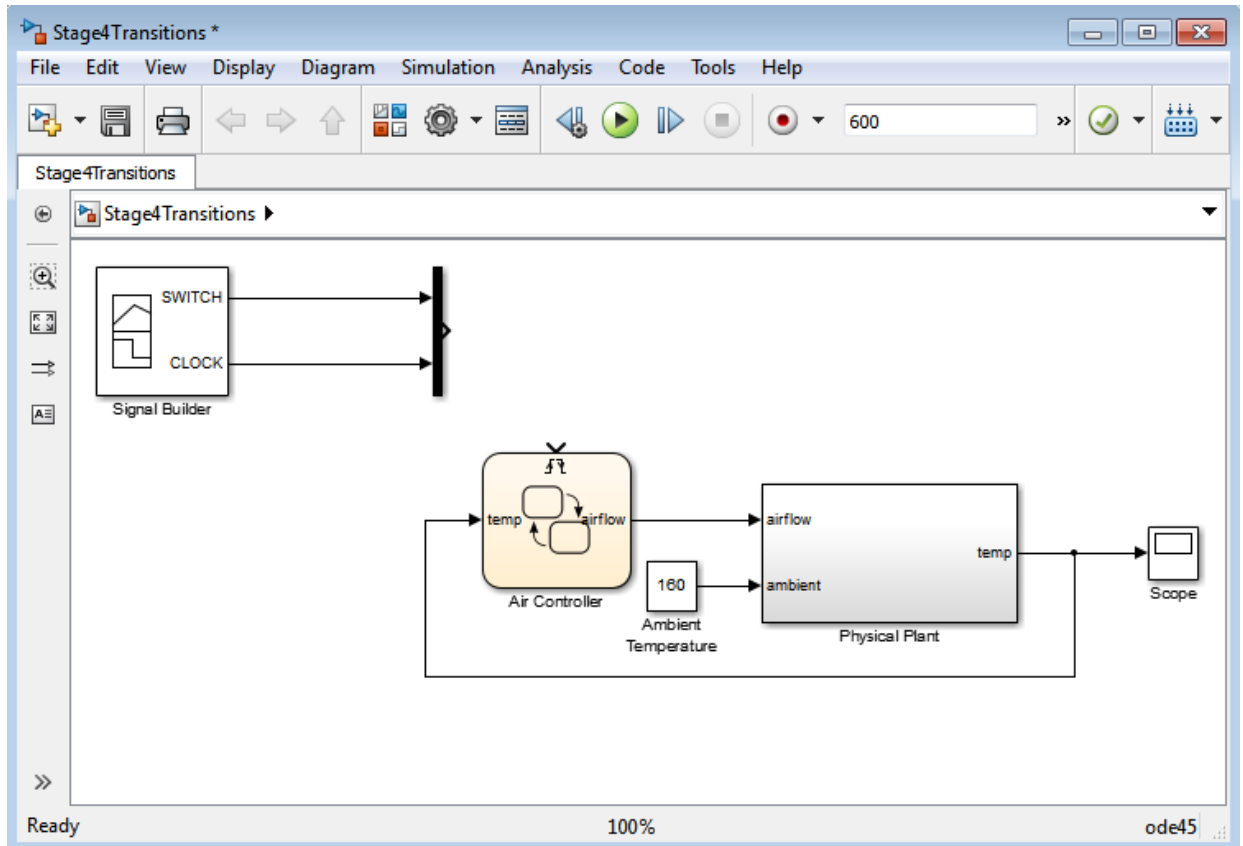 Stage4Transitions *
File Edit View Display Diagram Simulation Analysis Code Tools Help
600
»
Stage4Transitions
Stage4Transitions
SWITCH
CLOCK
Signal Builder
temp
airflow
Air Controller
160
Ambient
Temperature
airflow
temp
ambient
Physical Plant
Scope
A
»
Ready 100% ode45